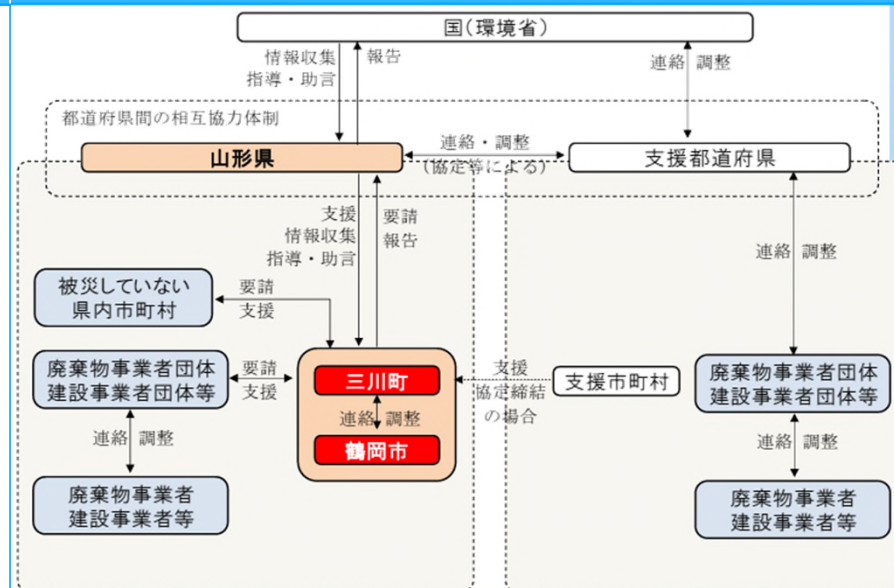 国（環境省）
情報収集
指導・助言
報告
連絡 調整
都道府県間の相互協力体制
山形県
連絡・調整
（協定等による）
支援都道府県
支援
情報収集
指導・助言
要請
報告
連絡 調整
被災していない
県内市町村
要請
支援
廃棄物事業者団体
建設事業者団体等
要請
支援
三川町
連絡 調整
鶴岡市
支援
協定締結
の場合
支援市町村
廃棄物事業者団体
建設事業者団体等
連絡 調整
連絡 調整
廃棄物事業者
建設事業者等
廃棄物事業者
建設事業者等